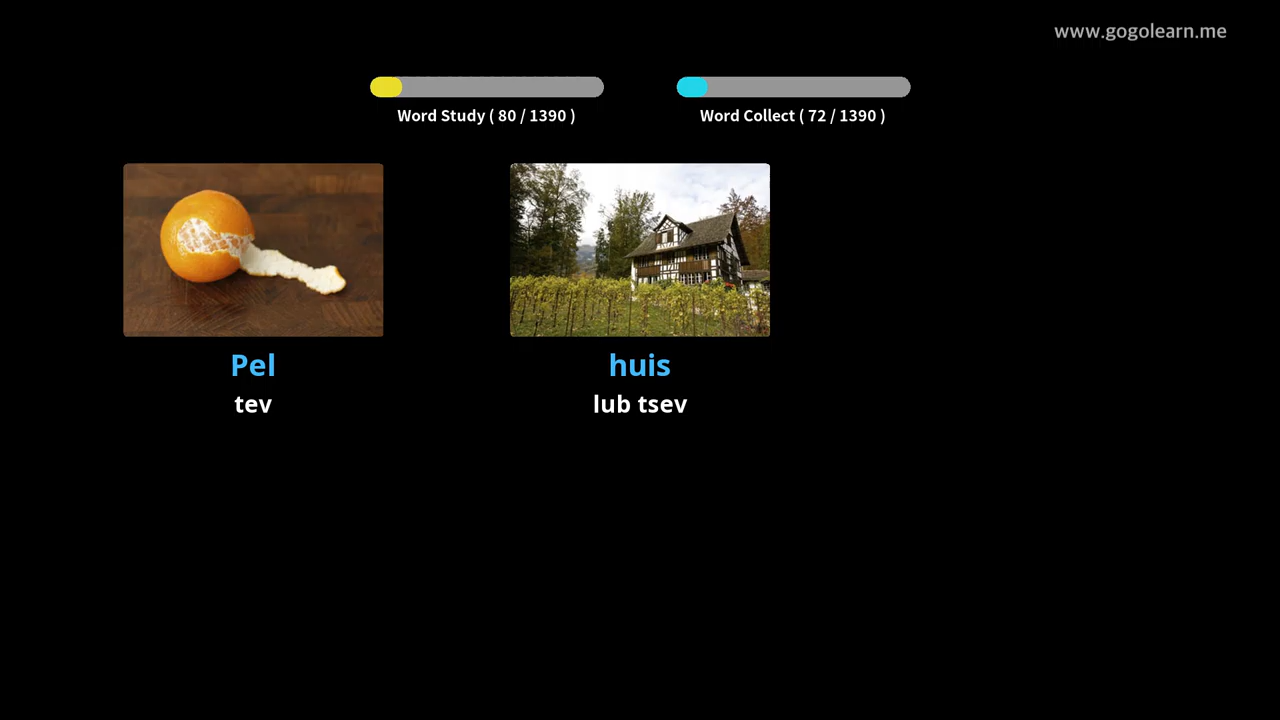 www.gogolearn.me
Word Study ( 80 / 1390 )
Word Collect ( 72 / 1390 )
Pel
tev
huis
lub tsev